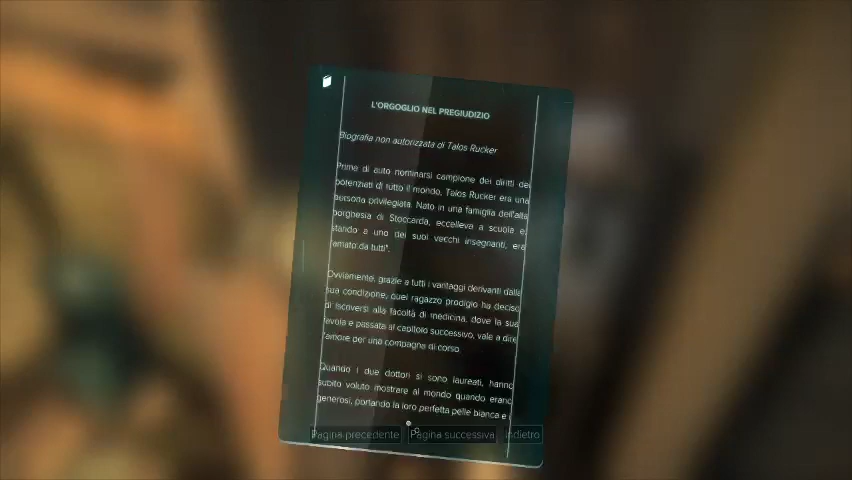 L'ORGOGLIO NEL PREGIUDIZIO
Biografia non autorizzata di Talos Rucker
Prima di auto nominarsi campione dei diritti dei
potenziati di tutto il mondo, Talos Rucker era una
persona privilegiata. Nato in una famiglia dell'alta
borghesia di Stoccarda, eccelleva a scuola e,
stando a uno dei suoi vecchi insegnanti, era
"amato da tutti".
Ovviamente, grazie a tutti i vantaggi derivanti dalla
sua condizione, quel ragazzo prodigio ha deciso
di iscriversi alla facoltà di medicina, dove la sua
favola è passata al capitolo successivo, vale a dire
l'amore per una compagna di corso.
Quando i due dottori si sono laureati, hanno
subito voluto mostrare al mondo quando erano
generosi, portando la loro perfetta pelle bianca e i
Pagina precedente Pagina successiva Indietro